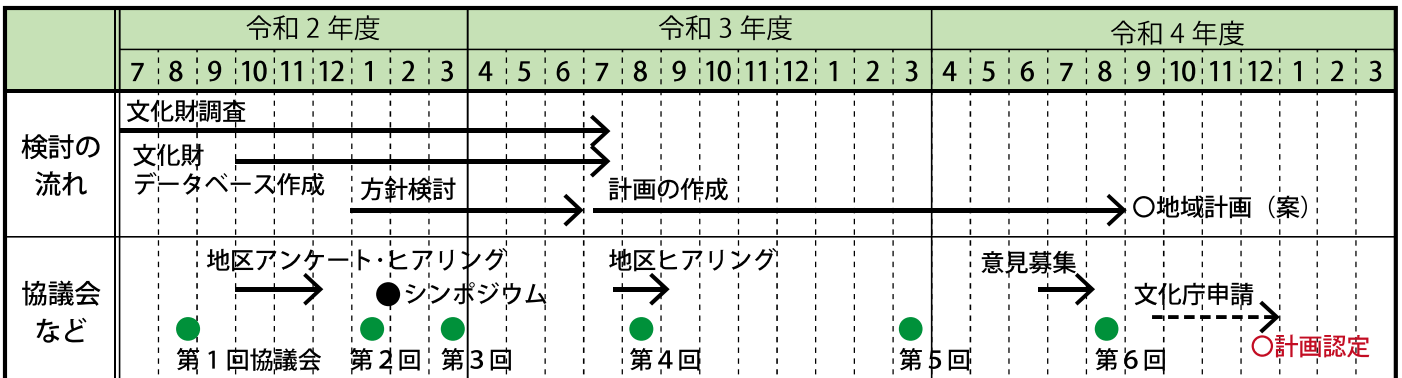 令和２年度 令和３年度 令和４年度
7 8 9 10 11 12 1 2 3 4 5 6 7 8 9 10 11 12 1 2 3 4 5 6 7 8 9 10 11 12 1 2 3
検討の
流れ
文化財調査
文化財
データベース作成
方針検討
計画の作成
〇地域計画（案）
協議会
など
地区アンケート・ヒアリング
シンポジウム
地区ヒアリング
意見募集
文化庁申請
〇計画認定
第１回協議会
第２回
第３回
第４回
第５回
第６回